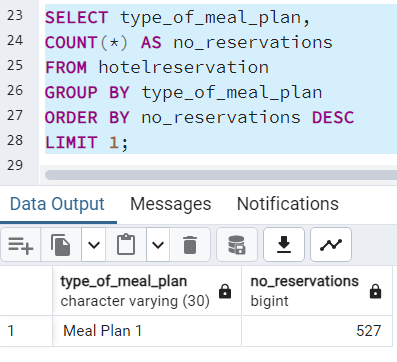 23 SELECT type_of_meal_plan,
24 COUNT(*) AS no_reservations
25 FROM hotelreservation
26 GROUP BY type_of_meal_plan
27 ORDER BY no_reservations DESC
28 LIMIT 1;
29
Data Output Messages Notifications
type_of_meal_plan no_reservations
character varying (30) bigint
1 Meal Plan 1 527